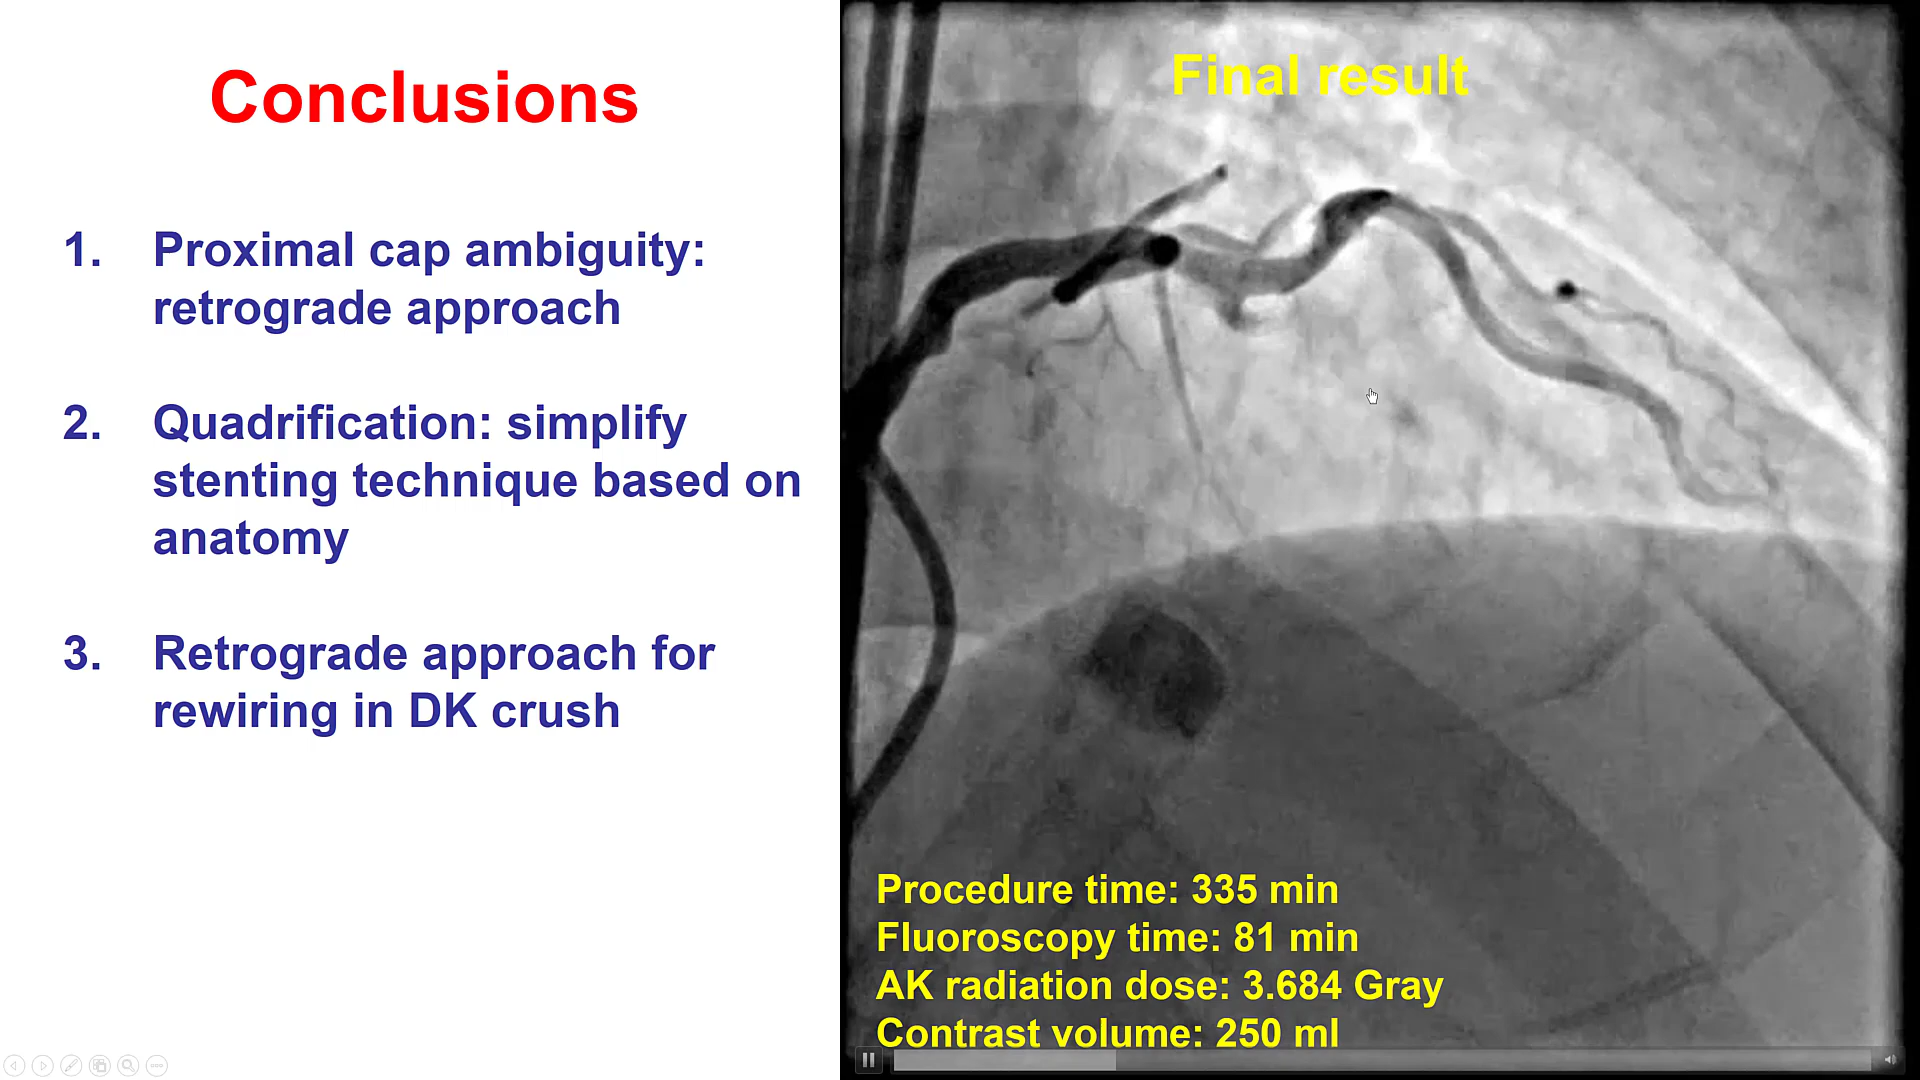 Conclusions
1. Proximal cap ambiguity:
retrograde approach
2. Quadrification: simplify
stenting technique based on
anatomy
3. Retrograde approach for
rewiring in DK crush
Final result
Procedure time: 335 min
Fluoroscopy time: 81 min
AK radiation dose: 3.684 Gray
Contrast volume: 250 ml